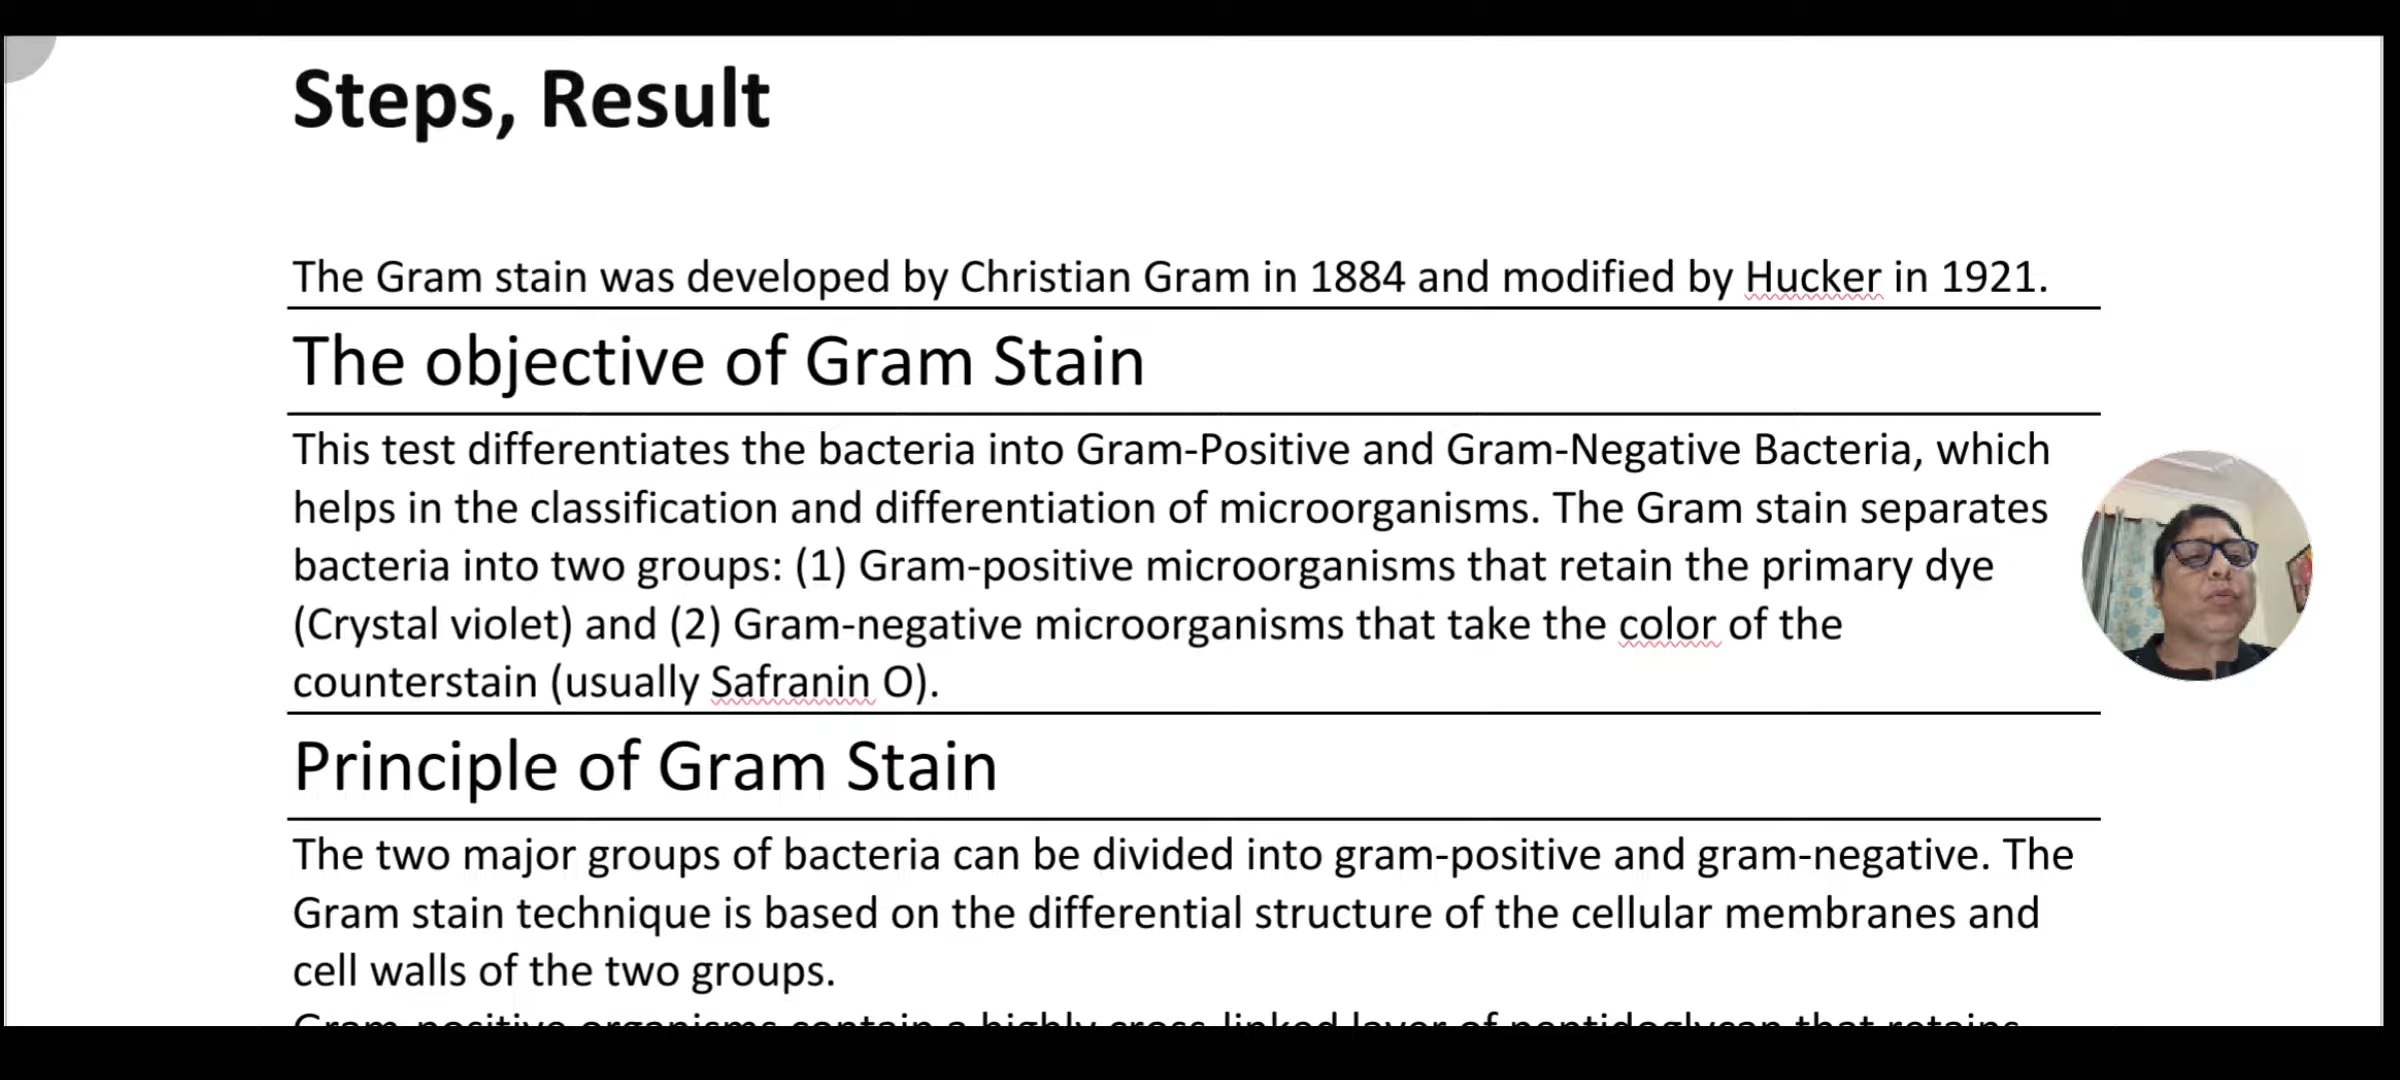 Steps, Result
The Gram stain was developed by Christian Gram in 1884 and modified by Hucker in 1921.
The objective of Gram Stain
This test differentiates the bacteria into Gram-Positive and Gram-Negative Bacteria, which
helps in the classification and differentiation of microorganisms. The Gram stain separates
bacteria into two groups: (1) Gram-positive microorganisms that retain the primary dye
(Crystal violet) and (2) Gram-negative microorganisms that take the color of the
counterstain (usually Safranin O).
Principle of Gram Stain
The two major groups of bacteria can be divided into gram-positive and gram-negative. The
Gram stain technique is based on the differential structure of the cellular membranes and
cell walls of the two groups.
Gram-positive organisms contain a highly cross-linked layer of peptidoglycan that retains